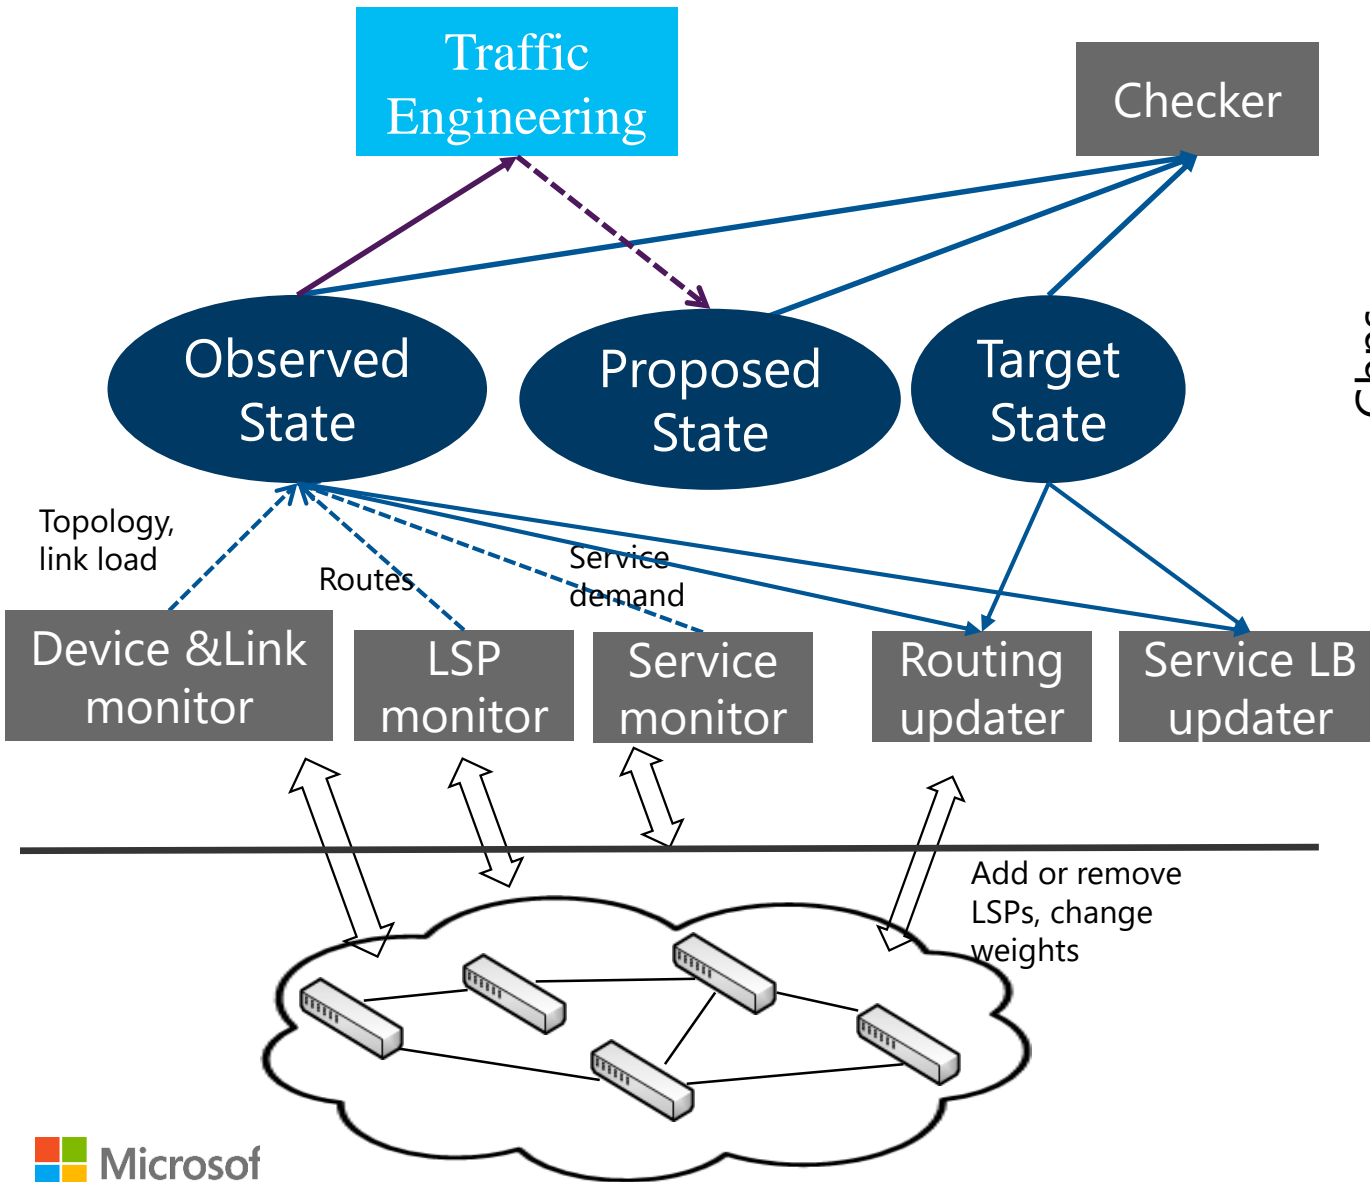 Traffic
Engineering
Checker
Observed
State
Proposed
State
Target
State
Topology,
link load
Routes
Service
demand
Device &Link
monitor
LSP
monitor
Service
monitor
Routing
updater
Service LB
updater
Add or remove
LSPs, change
weights
Microsof